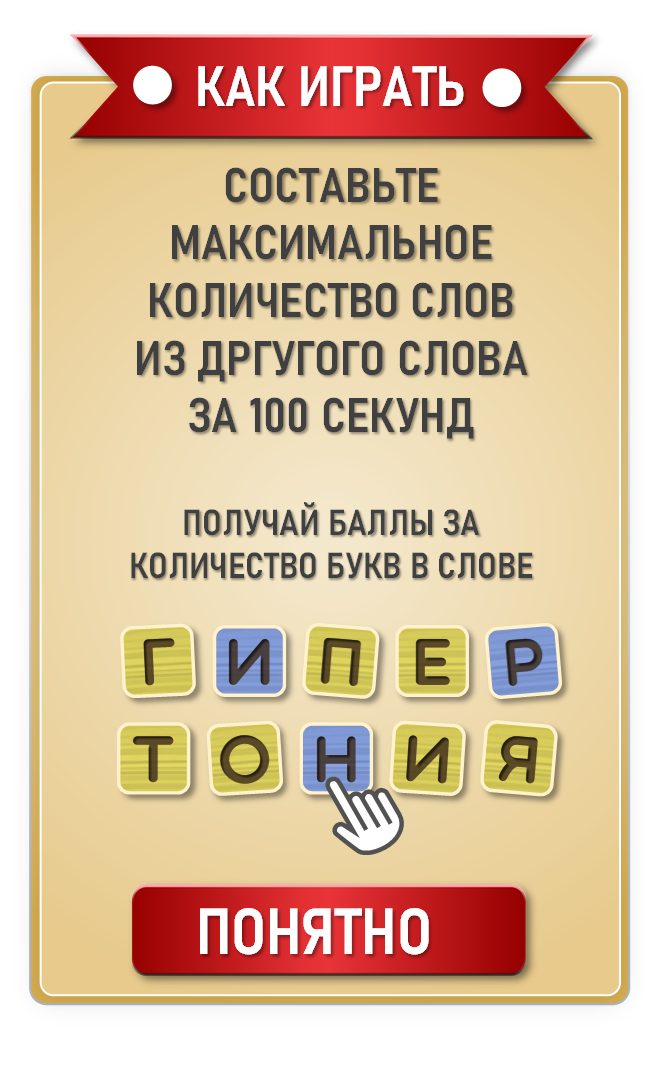 КАК ИГРАТЬ
СОСТАВЬТЕ
МАКСИМАЛЬНОЕ
КОЛИЧЕСТВО СЛОВ
ИЗ ДРГУГОГО СЛОВА
ЗА 100 СЕКУНД
ПОЛУЧАЙ БАЛЛЫ ЗА
КОЛИЧЕСТВО БУКВ В СЛОВЕ
ГИПЕР
ТОНИЯ
ПОНЯТНО